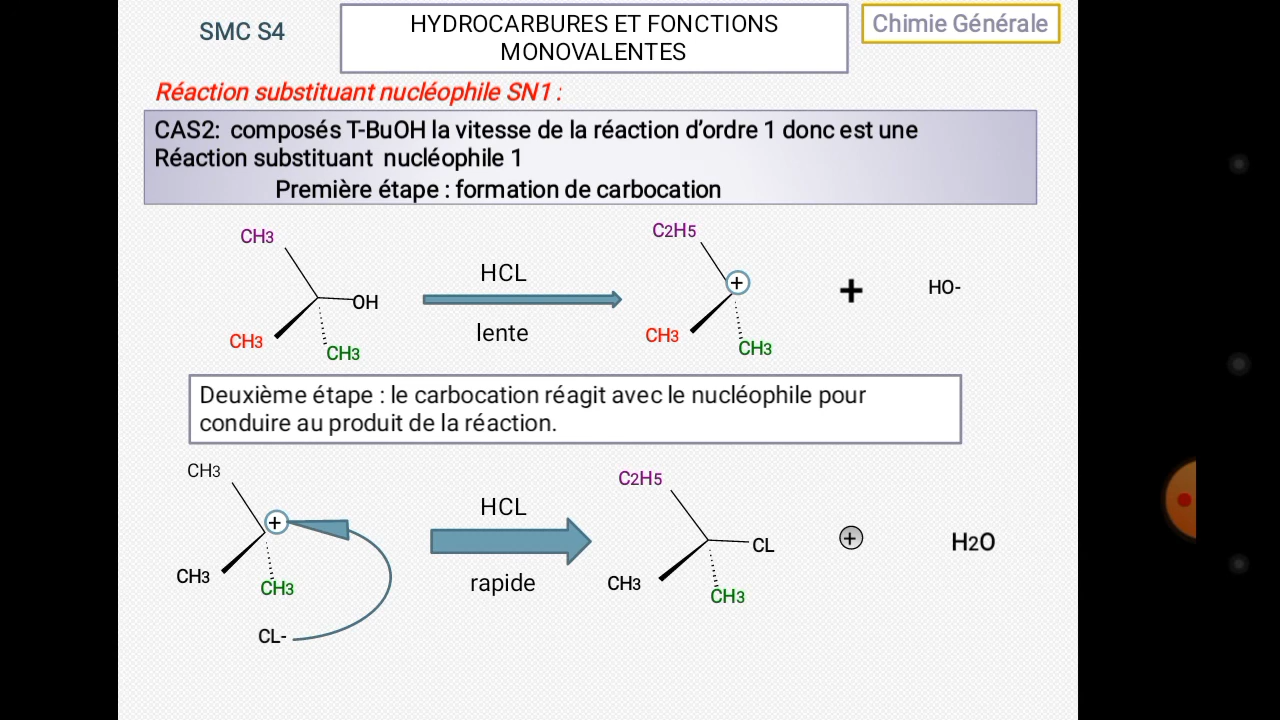 SMC S4
HYDROCARBURES ET FONCTIONS
MONOVALENTES
Chimie Générale
Réaction substituant nucléophile SN1 :
CAS2: composés T-BuOH la vitesse de la réaction d'ordre 1 donc est une
Réaction substituant nucléophile 1
Première étape : formation de carbocation
CH3
OH
CH3
CH3
HCL
lente
C2H5
+
CH3
CH3
+
HO-
Deuxième étape : le carbocation réagit avec le nucléophile pour
conduire au produit de la réaction.
CH3
+
CH3
CH3
CL-
HCL
rapide
C2H5
CL
CH3
CH3
+
H2O